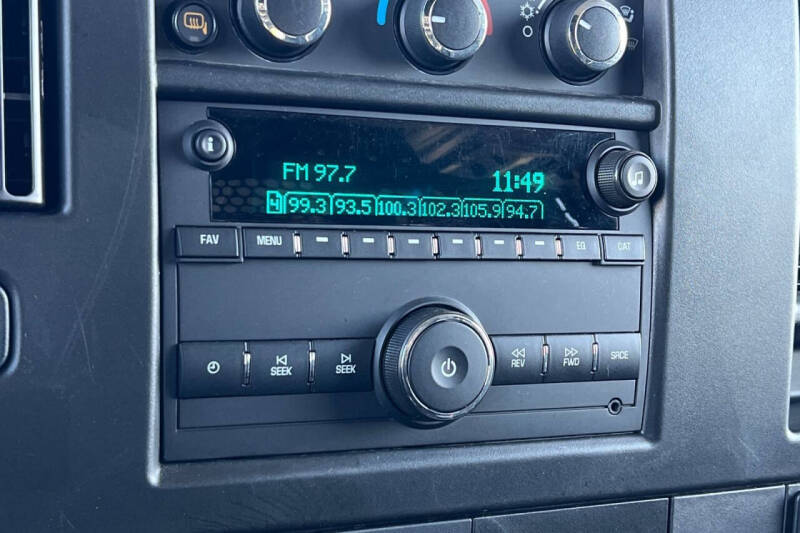 FM 97.7 11:49
4 99.3 93.5 100.3 102.3 105.9 94.7
FAV MENU EQ CAT
SEEK SEEK REV FWD SRCE